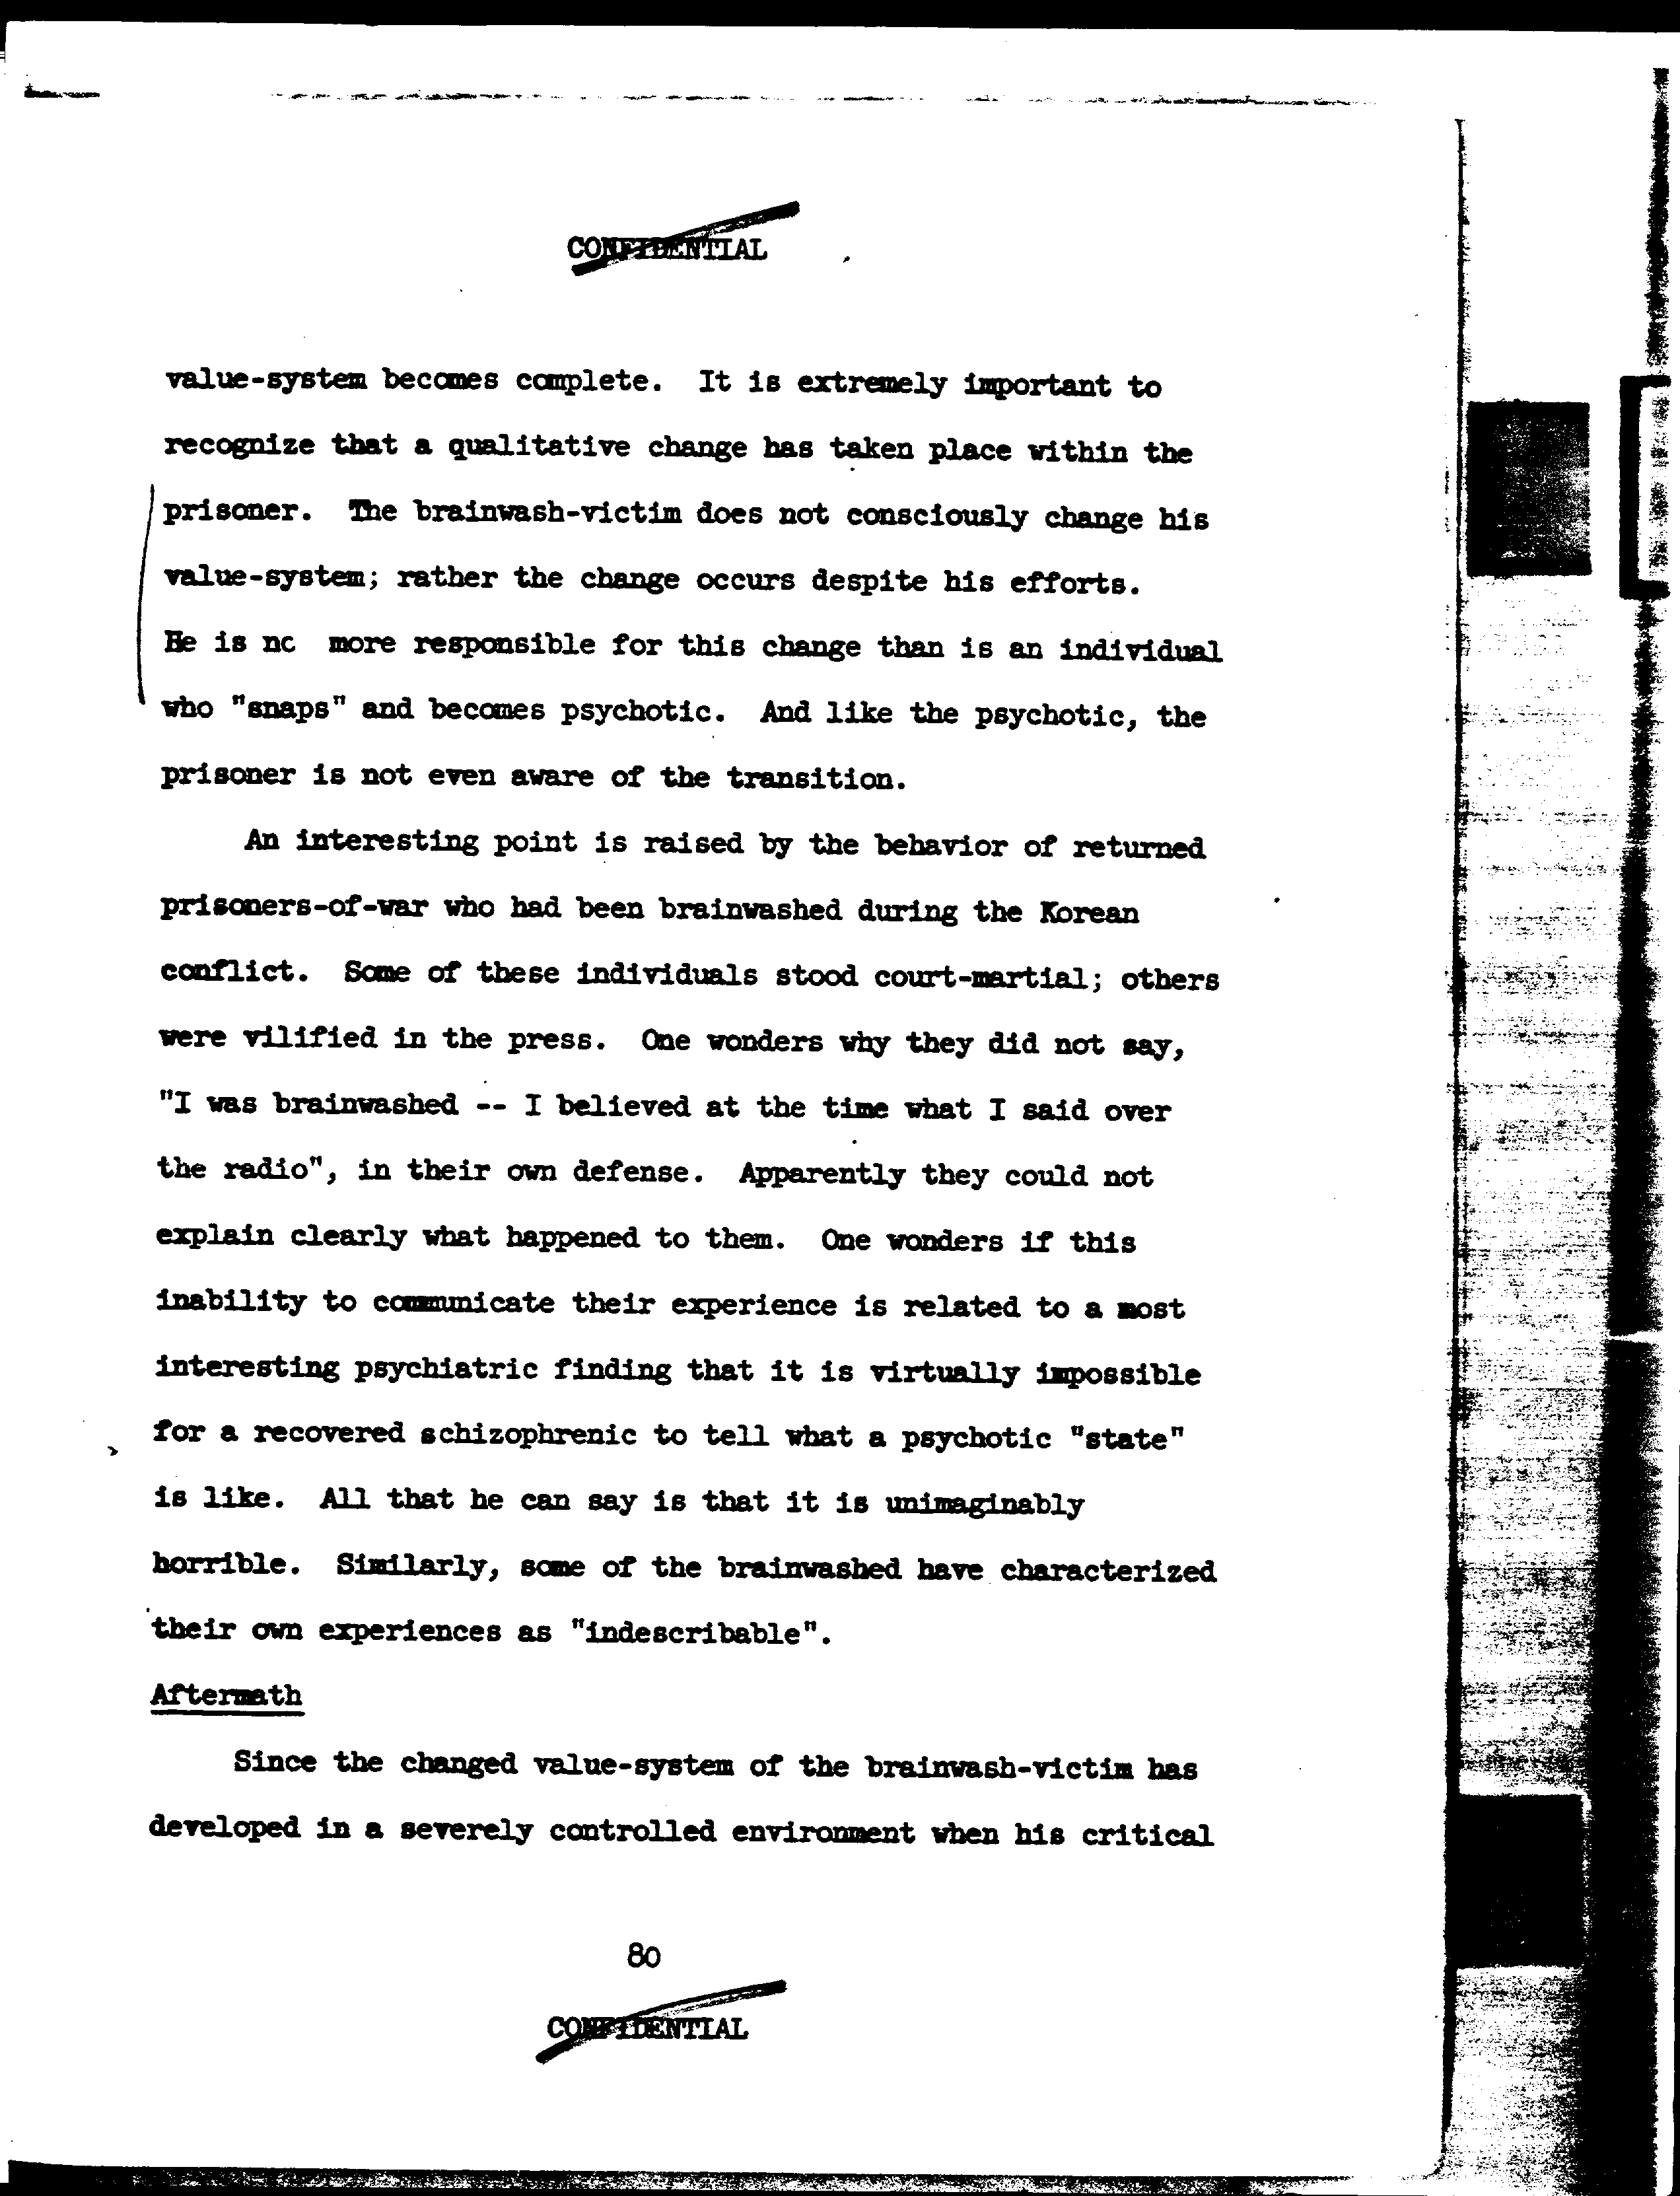 CONFIDENTIAL
value-system becomes complete. It is extremely important to
recognize that a qualitative change has taken place within the
prisoner. The brainwash-victim does not consciously change his
value-system; rather the change occurs despite his efforts.
He is nc more responsible for this change than is an individual
who "snaps" and becomes psychotic. And like the psychotic, the
prisoner is not even aware of the transition.
An interesting point is raised by the behavior of returned
prisoners-of-war who had been brainwashed during the Korean
conflict. Some of these individuals stood court-martial; others
were vilified in the press. One wonders why they did not say,
"I was brainwashed -- I believed at the time what I said over
the radio", in their own defense. Apparently they could not
explain clearly what happened to them. One wonders if this
inability to communicate their experience is related to a most
interesting psychiatric finding that it is virtually impossible
for a recovered schizophrenic to tell what a psychotic "state"
is like. All that he can say is that it is unimaginably
horrible. Similarly, some of the brainwashed have characterized
their own experiences as "indescribable".
Aftermath
Since the changed value-system of the brainwash-victim has
developed in a severely controlled environment when his critical
80
CONFIDENTIAL